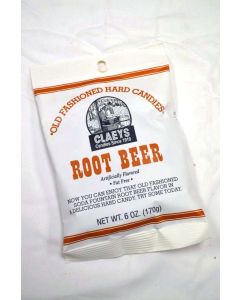 OLD FASHIONED HARD CANDIES
CLAEYS
Candies Since 1919
ROOT BEER
Artificially Flavored
• Fat Free •
NOW YOU CAN ENJOY THAT OLD FASHIONED
SODA FOUNTAIN ROOT BEER FLAVOR IN
A DELICIOUS HARD CANDY. TRY SOME TODAY.
NET WT. 6 OZ. (170g)